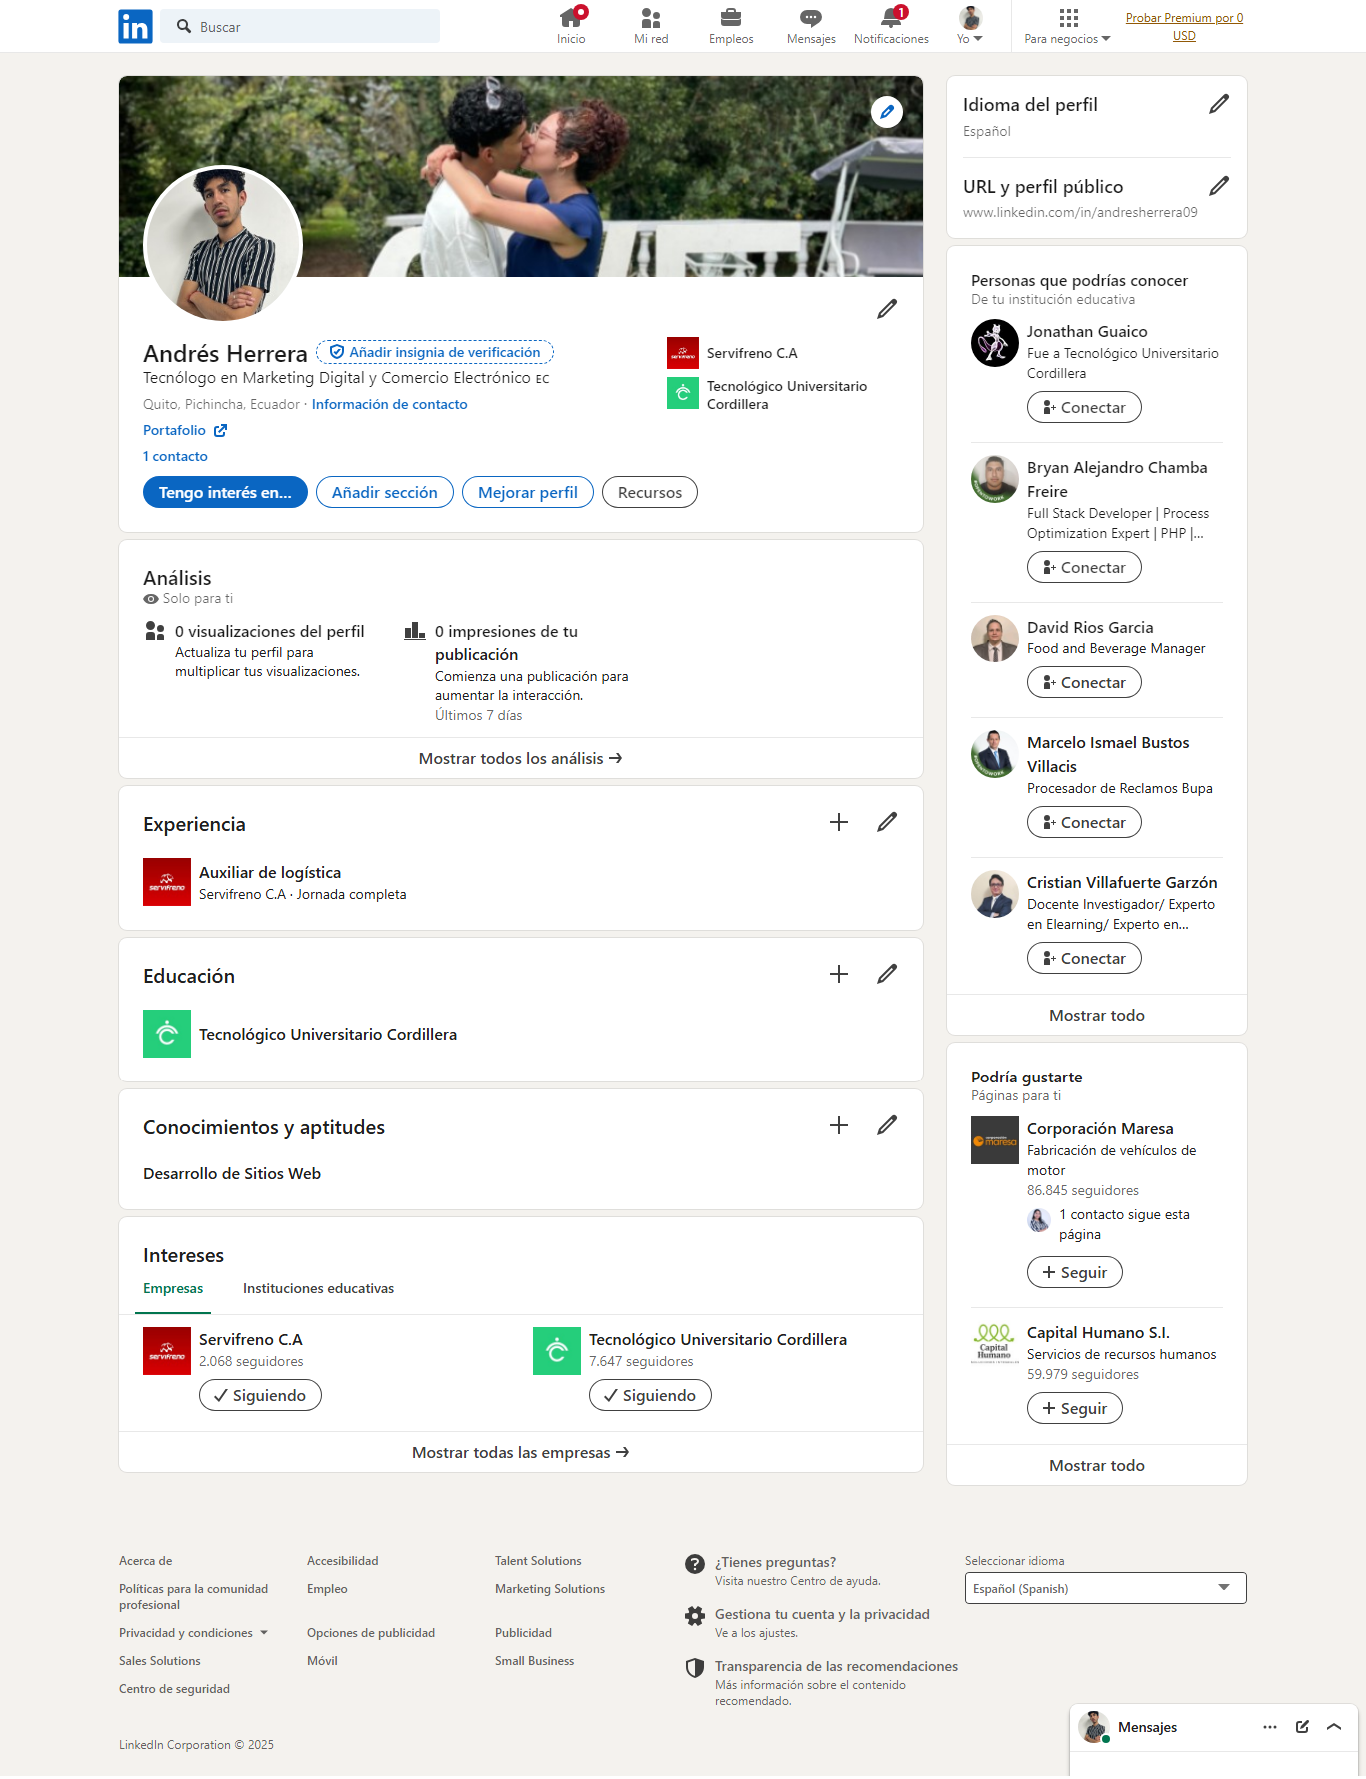 in
Buscar
Inicio
Mi red
Empleos
Mensajes
1
Notificaciones
Yo
Para negocios
Probar Premium por 0
USD
Andrés Herrera
Añadir insignia de verificación
Tecnólogo en Marketing Digital y Comercio Electrónico EC
Quito, Pichincha, Ecuador · Información de contacto
Portafolio
1 contacto
Servifreno C.A
Tecnológico Universitario
Cordillera
Tengo interés en...
Añadir sección
Mejorar perfil
Recursos
Análisis
Solo para ti
0 visualizaciones del perfil
Actualiza tu perfil para
multiplicar tus visualizaciones.
0 impresiones de tu
publicación
Comienza una publicación para
aumentar la interacción.
Últimos 7 días
Mostrar todos los análisis →
Experiencia
servifreno
Auxiliar de logística
Servifreno C.A · Jornada completa
Educación
Tecnológico Universitario Cordillera
Conocimientos y aptitudes
Desarrollo de Sitios Web
Intereses
Empresas
Instituciones educativas
servifreno
Servifreno C.A
2.068 seguidores
Siguiendo
Tecnológico Universitario Cordillera
7.647 seguidores
Siguiendo
Mostrar todas las empresas →
Idioma del perfil
Español
URL y perfil público
www.linkedin.com/in/andresherrera09
Personas que podrías conocer
De tu institución educativa
Jonathan Guaico
Fue a Tecnológico Universitario
Cordillera
Conectar
Bryan Alejandro Chamba
Freire
Full Stack Developer | Process
Optimization Expert | PHP |...
Conectar
David Rios Garcia
Food and Beverage Manager
Conectar
Marcelo Ismael Bustos
Villacis
Procesador de Reclamos Bupa
Conectar
Cristian Villafuerte Garzón
Docente Investigador/ Experto
en Elearning/ Experto en...
Conectar
Mostrar todo
Podría gustarte
Páginas para ti
maresa
Corporación Maresa
Fabricación de vehículos de
motor
86.845 seguidores
1 contacto sigue esta
página
+ Seguir
Capital
Humano
Capital Humano S.I.
Servicios de recursos humanos
59.979 seguidores
+ Seguir
Mostrar todo
Acerca de
Accesibilidad
Talent Solutions
Políticas para la comunidad
profesional
Empleo
Marketing Solutions
Privacidad y condiciones
Opciones de publicidad
Publicidad
Sales Solutions
Móvil
Small Business
Centro de seguridad
¿Tienes preguntas?
Visita nuestro Centro de ayuda.
Gestiona tu cuenta y la privacidad
Ve a los ajustes.
Transparencia de las recomendaciones
Más información sobre el contenido
recomendado.
Seleccionar idioma
Español (Spanish)
LinkedIn Corporation © 2025
Mensajes